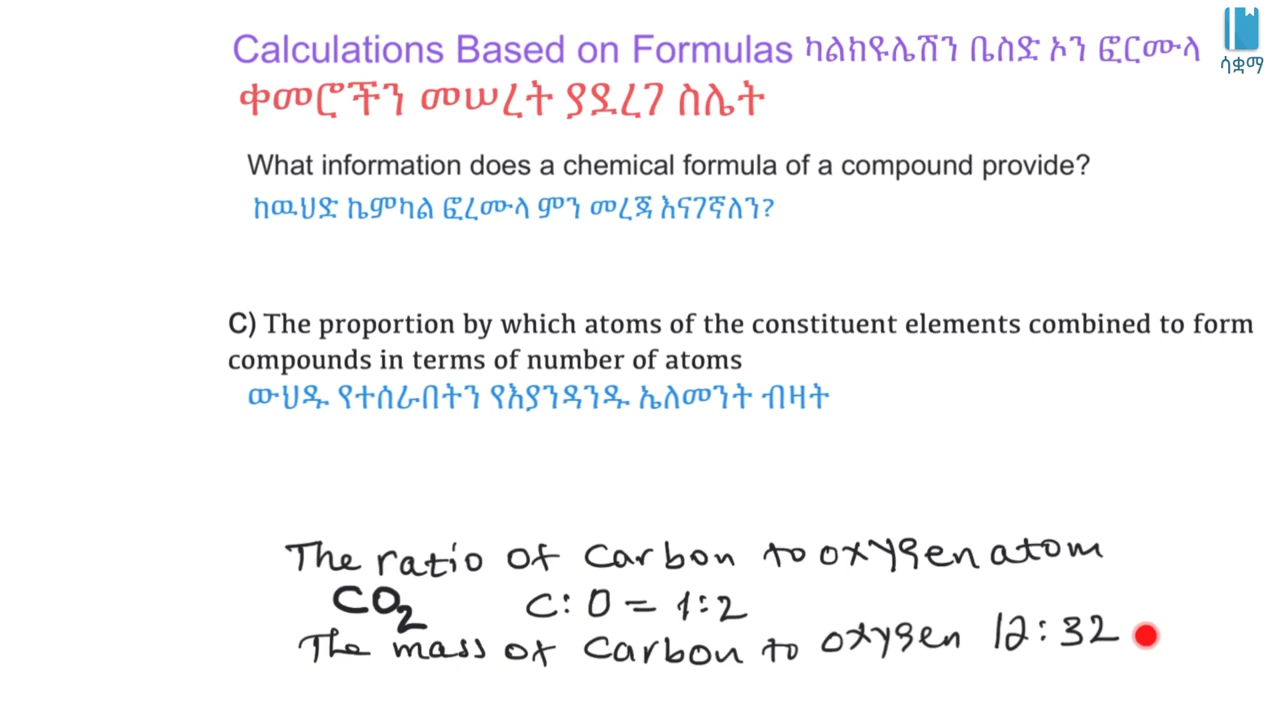 Calculations Based on Formulas ካልክዩሌሽን ቤስድ ኦን ፎርሙላ
ሳቋማ
ቀመሮችን መሠረት ያደረገ ስሌት
What information does a chemical formula of a compound provide?
ከዉህድ ኬምካል ፎረሙላ ምን መረጃ እናገኛለን?
C) The proportion by which atoms of the constituent elements combined to form
compounds in terms of number of atoms
ውህዱ የተሰራበትን የእያንዳንዱ ኤለመንት ብዛት
The ratio of carbon to oxygen atom
CO₂ C: O = 1:2
The mass of carbon to oxygen 12:32